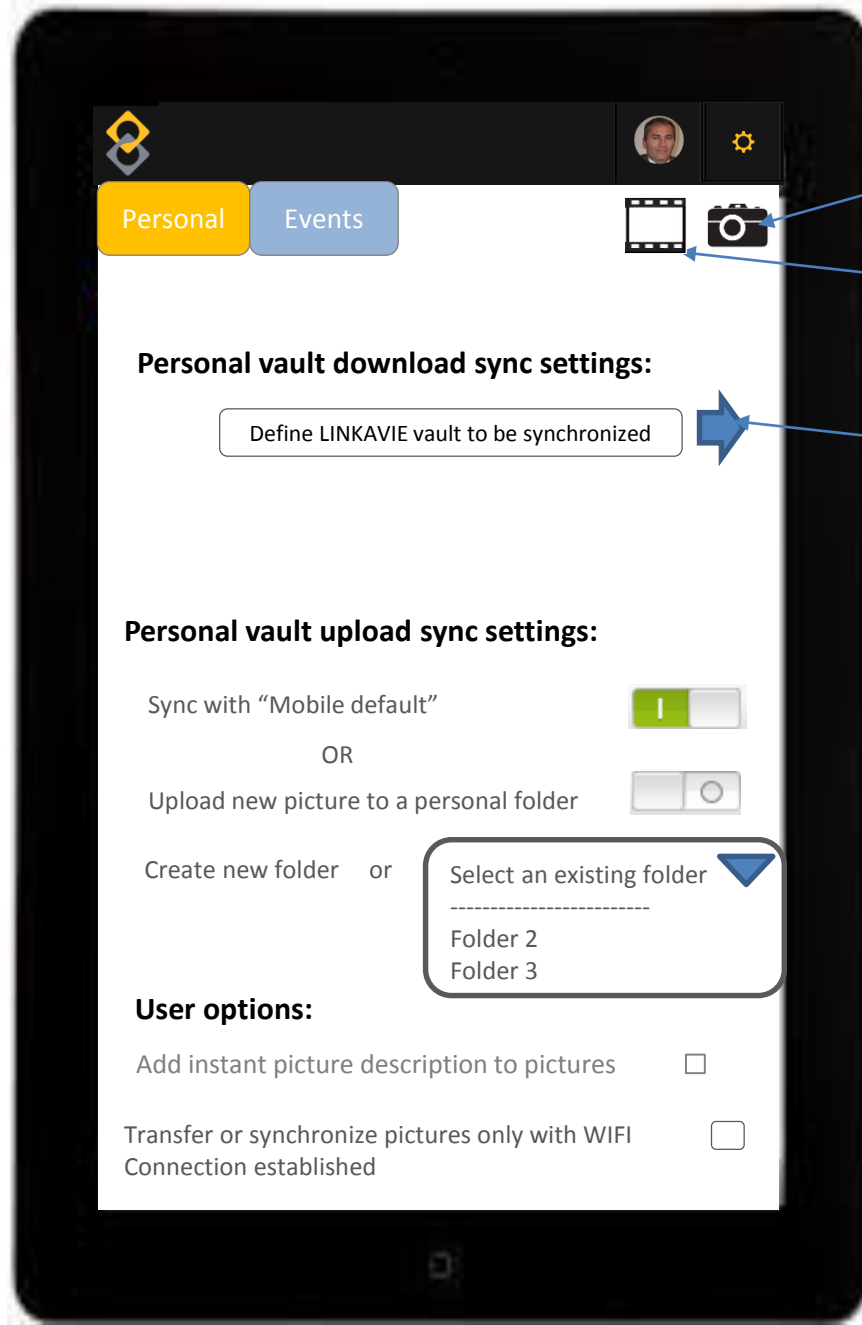 Personal Events
Personal vault download sync settings:
Define LINKAVIE vault to be synchronized
Personal vault upload sync settings:
Sync with “Mobile default”
OR
Upload new picture to a personal folder
Create new folder or
Select an existing folder
-------------------------
Folder 2
Folder 3
User options:
Add instant picture description to pictures
Transfer or synchronize pictures only with WIFI
Connection established